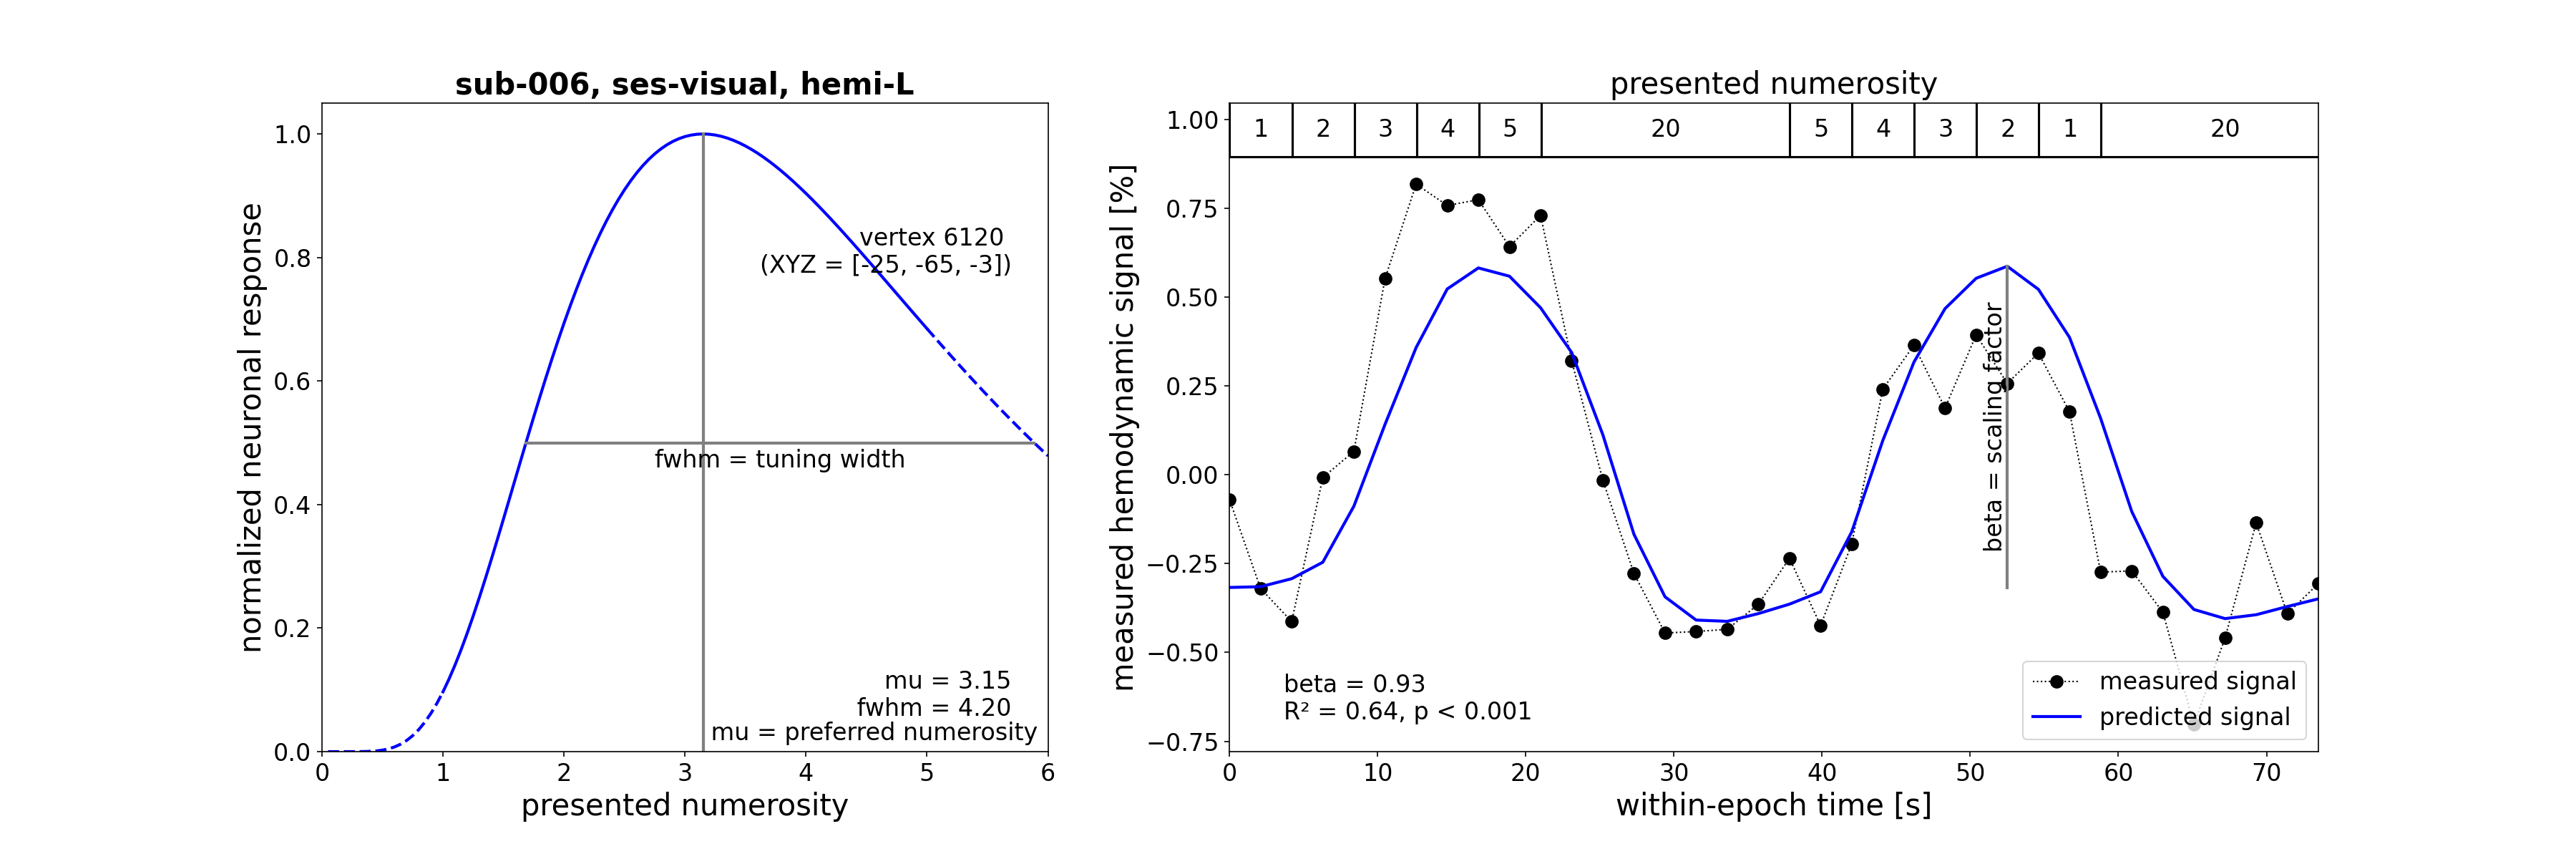 sub-006, ses-visual, hemi-L
normalized neuronal response
1.0
0.8
0.6
0.4
0.2
0.0
vertex 6120
(XYZ = [-25, -65, -3])
fwhm = tuning width
mu = 3.15
fwhm = 4.20
mu = preferred numerosity
0 1 2 3 4 5 6
presented numerosity
presented numerosity
1 2 3 4 5 20 5 4 3 2 1 20
measured hemodynamic signal [%]
1.00
0.75
0.50
0.25
0.00
−0.25
−0.50
−0.75
beta = scaling factor
beta = 0.93
R² = 0.64, p < 0.001
measured signal
predicted signal
0 10 20 30 40 50 60 70
within-epoch time [s]